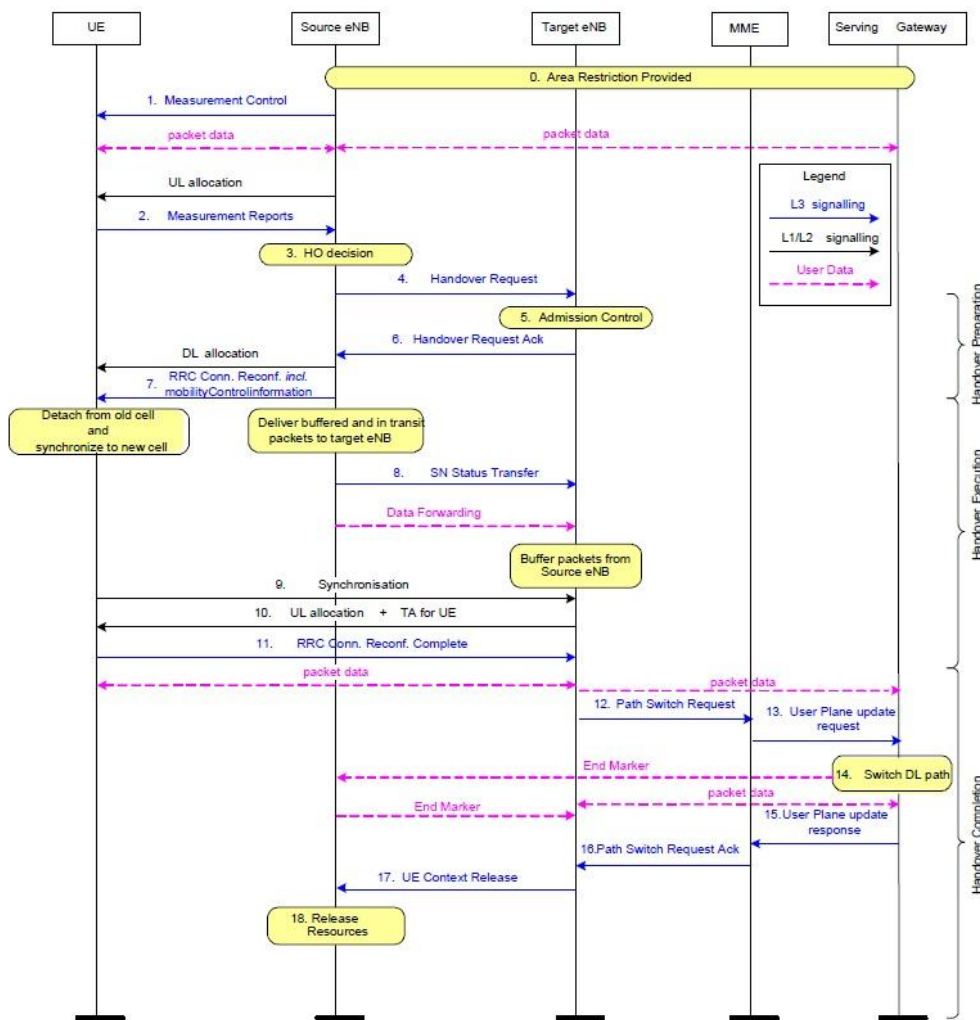 UE
Source eNB
Target eNB
MME
Serving Gateway
0. Area Restriction Provided
1. Measurement Control
packet data
packet data
Legend
L3 signalling
L1/L2 signalling
User Data
UL allocation
2. Measurement Reports
3. HO decision
4. Handover Request
5. Admission Control
6. Handover Request Ack
DL allocation
7. RRC Conn. Reconf. incl.
mobilityControlinformation
Handover Preparation
Detach from old cell
and
synchronize to new cell
Deliver buffered and in transit
packets to target eNB
8. SN Status Transfer
Data Forwarding
Buffer packets from
Source eNB
9. Synchronisation
10. UL allocation + TA for UE
11. RRC Conn. Reconf. Complete
Handover Execution
packet data
packet data
12. Path Switch Request
13. User Plane update
request
End Marker
14. Switch DL path
packet data
End Marker
15.User Plane update
response
16.Path Switch Request Ack
17. UE Context Release
18. Release
Resources
Handover Completion